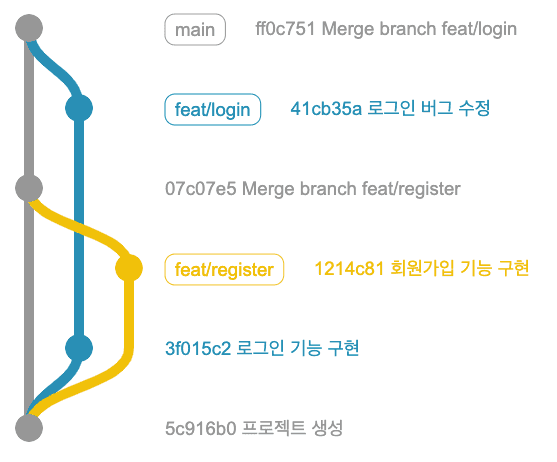 main ff0c751 Merge branch feat/login
feat/login 41cb35a 로그인 버그 수정
07c07e5 Merge branch feat/register
feat/register 1214c81 회원가입 기능 구현
3f015c2 로그인 기능 구현
5c916b0 프로젝트 생성